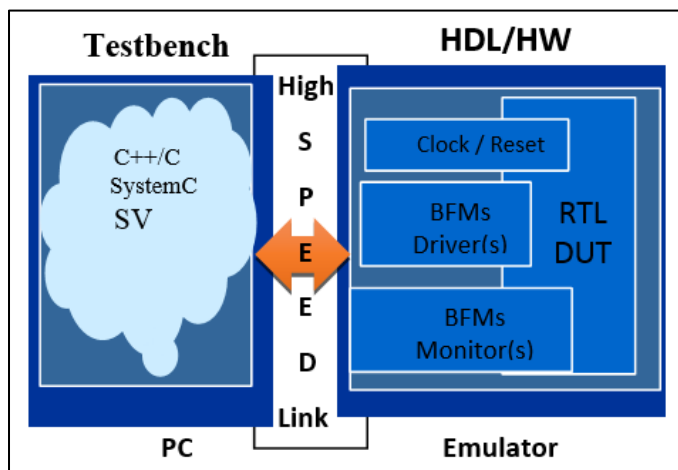 Testbench
HDL/HW
High
S
P
E
E
D
Link
C++/C
SystemC
SV
Clock / Reset
BFMs
Driver(s)
RTL
DUT
BFMs
Monitor(s)
PC
Emulator